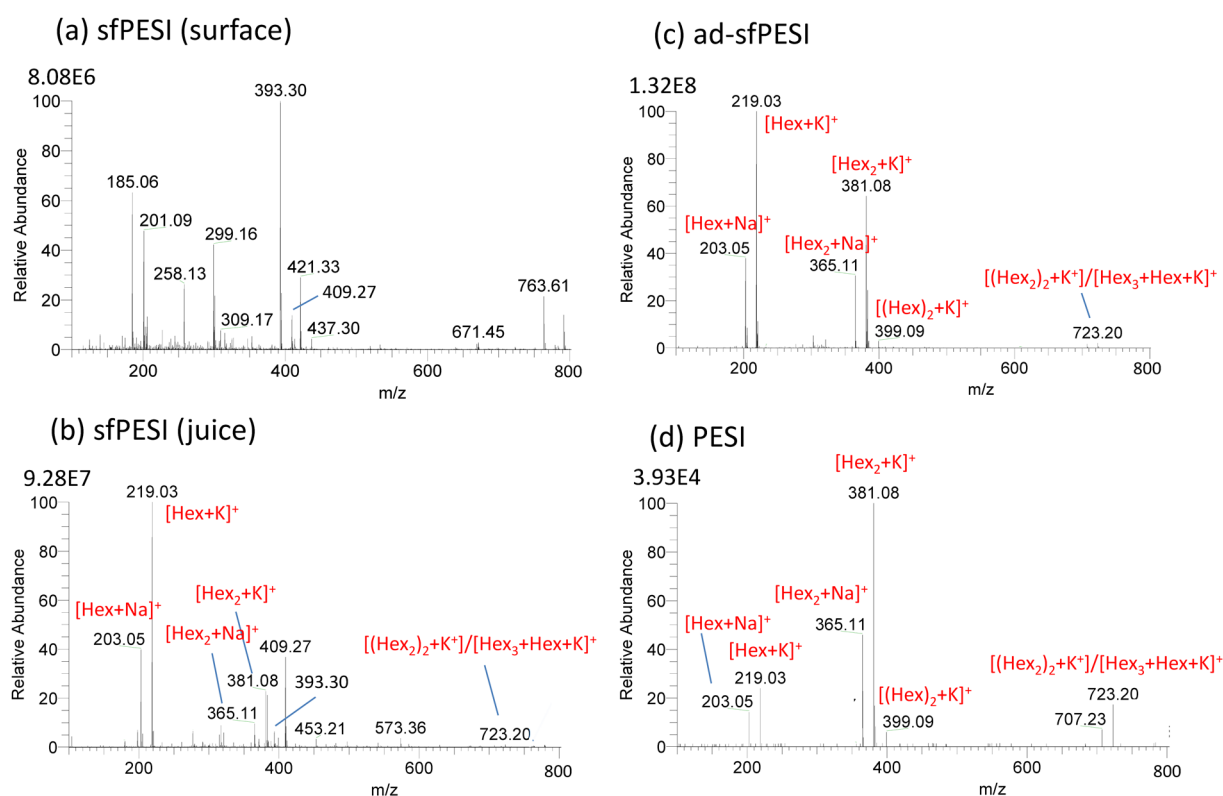 (a) sfPESI (surface)
8.08E6
Relative Abundance
100
80
60
40
20
0
393.30
185.06
201.09
299.16
258.13
421.33
409.27
309.17
437.30
763.61
671.45
200
400
600
800
m/z
(c) ad-sfPESI
1.32E8
Relative Abundance
100
80
60
40
20
0
219.03
[Hex+K]⁺
[Hex₂+K]⁺
381.08
[Hex+Na]⁺
203.05
[Hex₂+Na]⁺
365.11
[(Hex)₂+K]⁺
399.09
[(Hex₂)₂+K⁺]/[Hex₃+Hex+K]⁺
723.20
200
400
600
800
m/z
(b) sfPESI (juice)
9.28E7
Relative Abundance
100
80
60
40
20
0
219.03
[Hex+K]⁺
[Hex+Na]⁺
203.05
[Hex₂+K]⁺
[Hex₂+Na]⁺
409.27
381.08
393.30
365.11
453.21
573.36
[(Hex₂)₂+K⁺]/[Hex₃+Hex+K]⁺
723.20
200
400
600
800
m/z
(d) PESI
3.93E4
Relative Abundance
100
80
60
40
20
0
[Hex₂+K]⁺
381.08
[Hex₂+Na]⁺
365.11
[Hex+Na]⁺
[Hex+K]⁺
219.03
203.05
[(Hex)₂+K]⁺
399.09
[(Hex₂)₂+K⁺]/[Hex₃+Hex+K]⁺
723.20
707.23
200
400
600
800
m/z